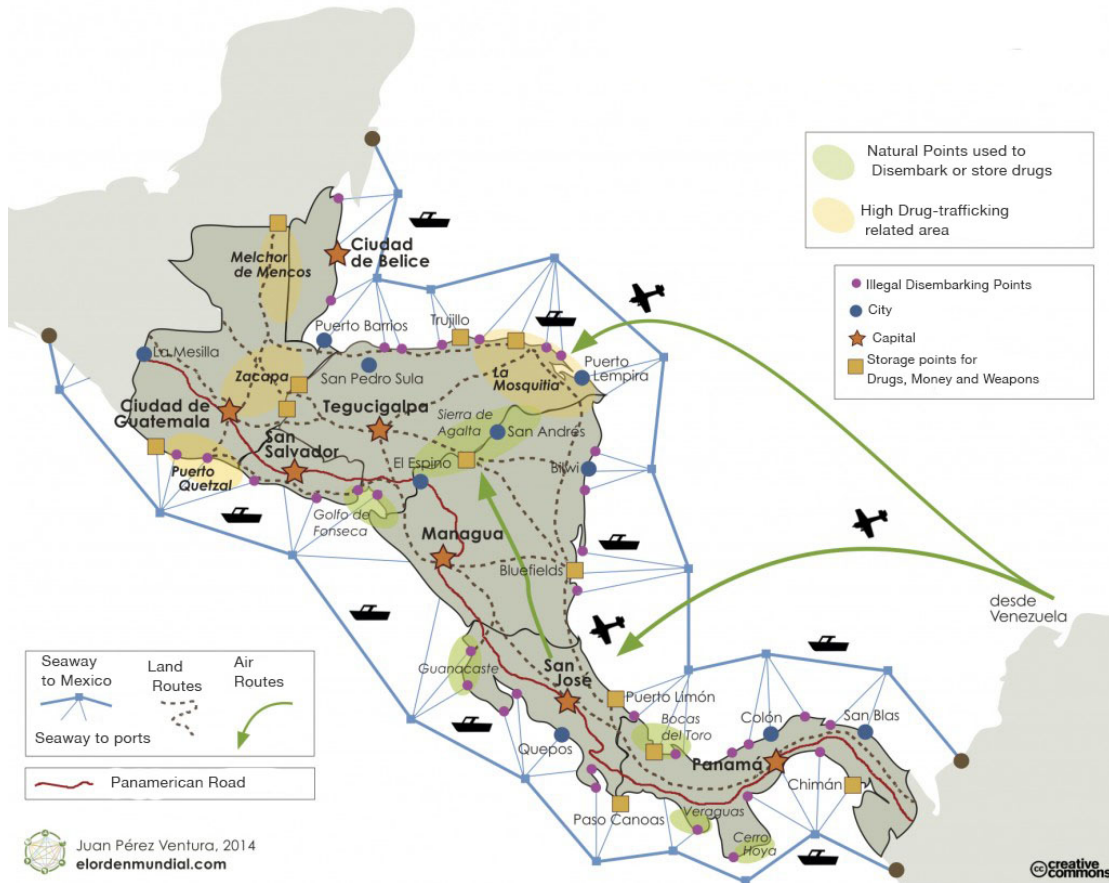 Natural Points used to
Disembark or store drugs
High Drug-trafficking
related area
Illegal Disembarking Points
City
Capital
Storage points for
Drugs, Money and Weapons
Melchor
de Mencos
Ciudad
de Belice
Puerto Barrios
Trujillo
La Mesilla
San Pedro Sula
Zacapa
La
Mosquitia
Puerto
Lempira
Ciudad de
Guatemala
Tegucigalpa
Sierra de
Agalta
San Andrés
San
Salvador
El Espino
Bilwi
Puerto
Quetzal
Golfo de
Fonseca
Managua
Bluefields
desde
Venezuela
Guanacaste
San
José
Puerto Limón
Bocas
del Toro
Colón
San Blas
Quepos
Panamá
Chimán
Paso Canoas
Veraguas
Cerro
Hoya
Seaway
to Mexico
Land
Routes
Air
Routes
Seaway to ports
Panamerican Road
Juan Pérez Ventura, 2014
elordenmundial.com
cc creative
commons